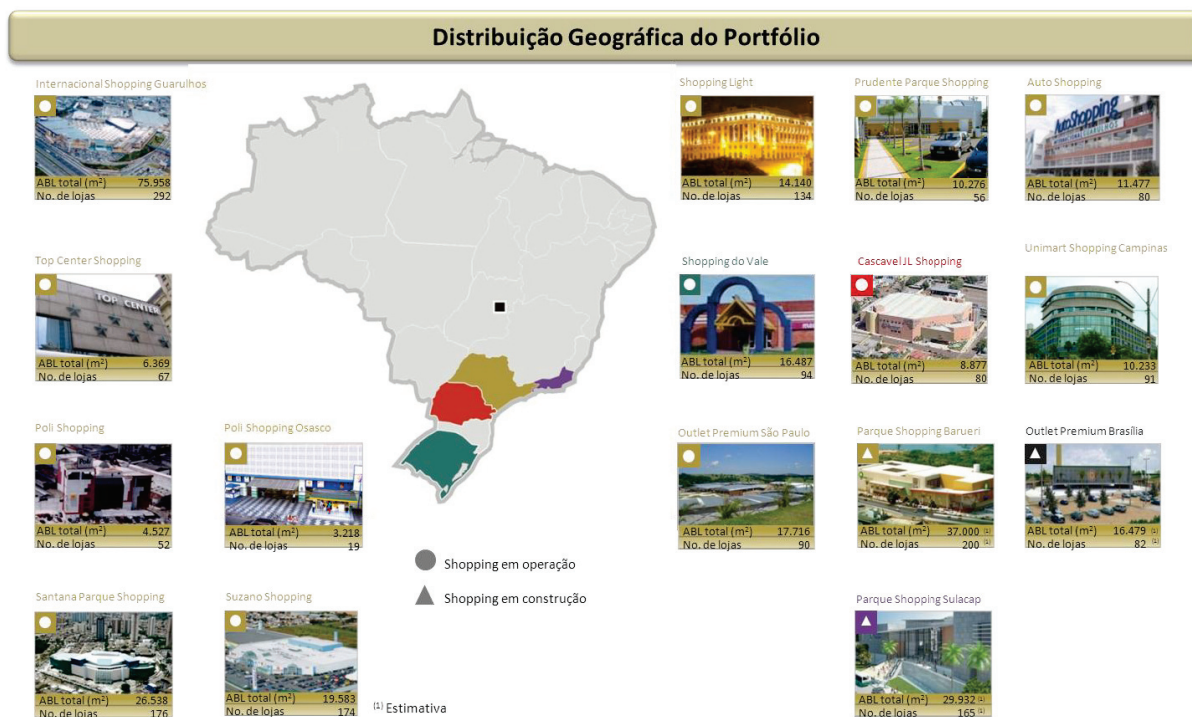 Distribuição Geográfica do Portfólio
Internacional Shopping Guarulhos
ABL total (m²) 75.958
No. de lojas 292
Shopping Light
ABL total (m²) 14.140
No. de lojas 134
Prudente Parque Shopping
ABL total (m²) 10.276
No. de lojas 56
Auto Shopping
AutoShopping
ABL total (m²) 11.477
No. de lojas 80
Top Center Shopping
TOP CENTER
ABL total (m²) 6.369
No. de lojas 67
Shopping do Vale
ABL total (m²) 16.487
No. de lojas 94
Cascavel JL Shopping
ABL total (m²) 8.877
No. de lojas 80
Unimart Shopping Campinas
ABL total (m²) 10.233
No. de lojas 91
Poli Shopping
ABL total (m²) 4.527
No. de lojas 52
Poli Shopping Osasco
ABL total (m²) 3.218
No. de lojas 19
Outlet Premium São Paulo
ABL total (m²) 17.716
No. de lojas 90
Parque Shopping Barueri
ABL total (m²) 37.000 (1)
No. de lojas 200 (1)
Outlet Premium Brasília
ABL total (m²) 16.479 (1)
No. de lojas 82 (1)
Shopping em operação
Shopping em construção
Santana Parque Shopping
ABL total (m²) 26.538
No. de lojas 176
Suzano Shopping
ABL total (m²) 19.583
No. de lojas 174
(1) Estimativa
Parque Shopping Sulacap
ABL total (m²) 29.932 (1)
No. de lojas 165 (1)